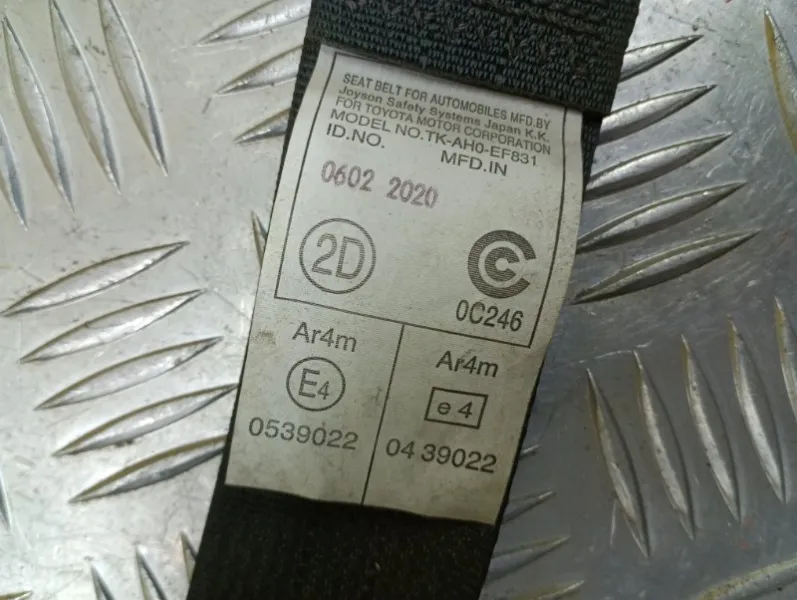 SEAT BELT FOR AUTOMOBILES MFD.BY
Joyson Safety Systems Japan K.K.
FOR TOYOTA MOTOR CORPORATION
MODEL NO.TK-AH0-EF831
ID.NO. MFD.IN
0602 2020
2D
C
0C246
Ar4m
E4
0539022
Ar4m
e 4
04 39022